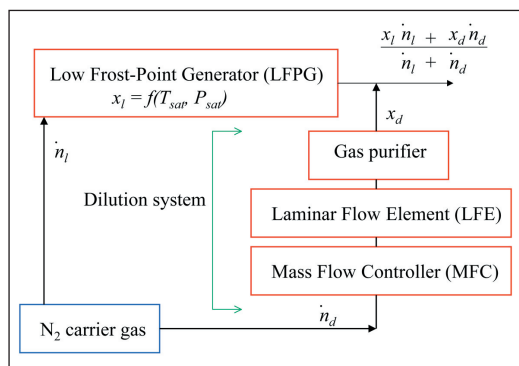 x_l ṅ_l + x_d ṅ_d
ṅ_l + ṅ_d
Low Frost-Point Generator (LFPG)
x_l = f(T_sat, P_sat)
x_d
ṅ_l
Gas purifier
Dilution system
Laminar Flow Element (LFE)
Mass Flow Controller (MFC)
N₂ carrier gas
ṅ_d